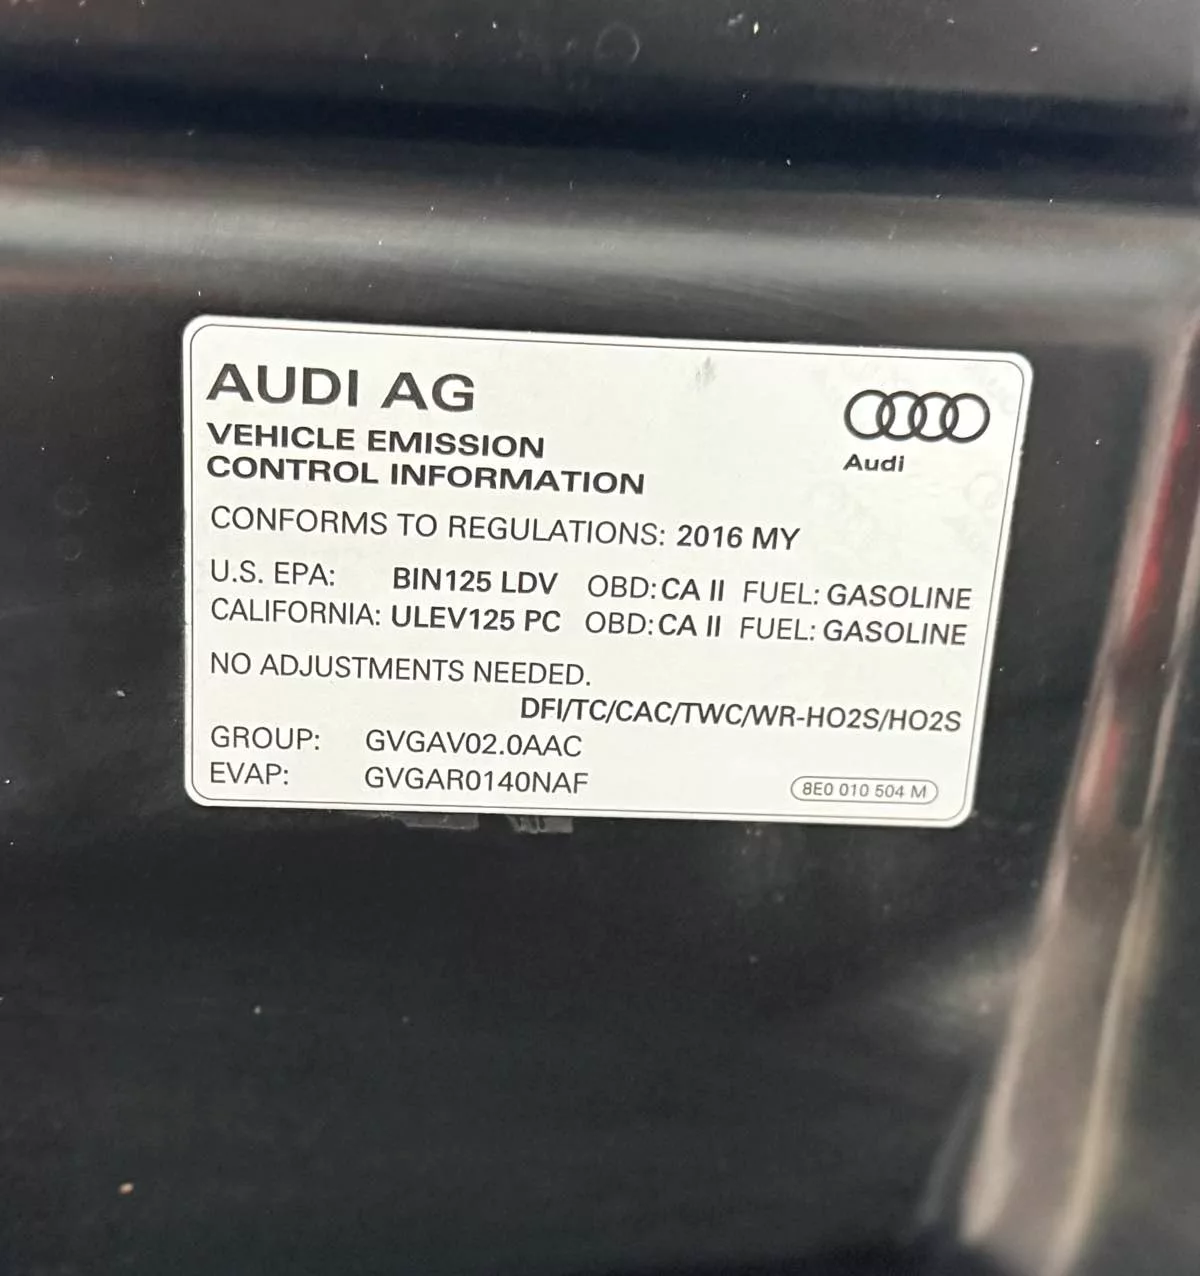 AUDI AG
Audi
VEHICLE EMISSION
CONTROL INFORMATION
CONFORMS TO REGULATIONS: 2016 MY
U.S. EPA: BIN125 LDV OBD: CA II FUEL: GASOLINE
CALIFORNIA: ULEV125 PC OBD: CA II FUEL: GASOLINE
NO ADJUSTMENTS NEEDED.
DFI/TC/CAC/TWC/WR-HO2S/HO2S
GROUP: GVGAV02.0AAC
EVAP: GVGAR0140NAF
8E0 010 504 M